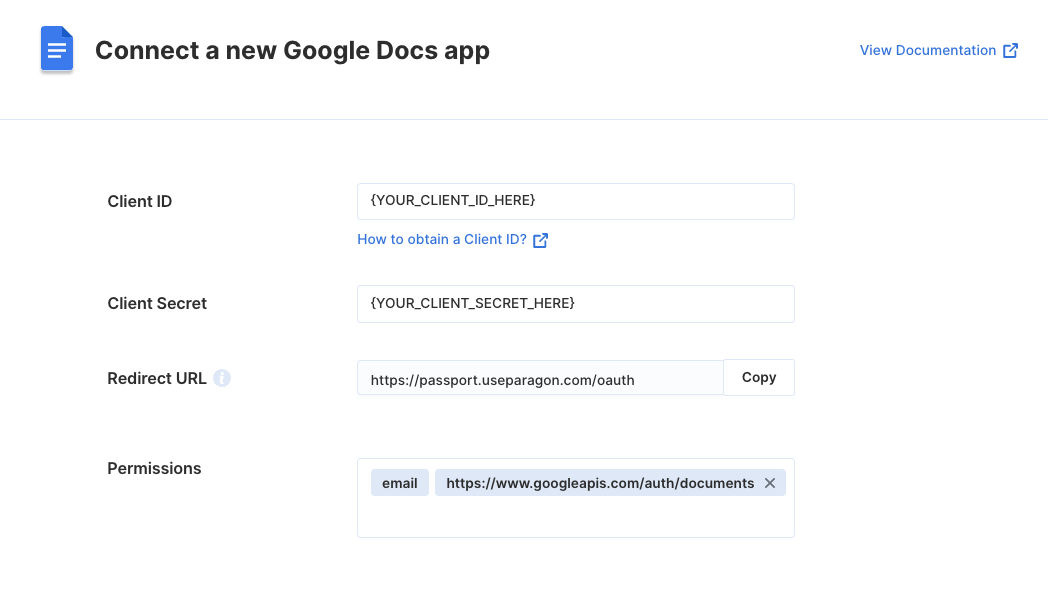 Connect a new Google Docs app
View Documentation
Client ID
{YOUR_CLIENT_ID_HERE}
How to obtain a Client ID?
Client Secret
{YOUR_CLIENT_SECRET_HERE}
Redirect URL
https://passport.useparagon.com/oauth
Copy
Permissions
email
https://www.googleapis.com/auth/documents